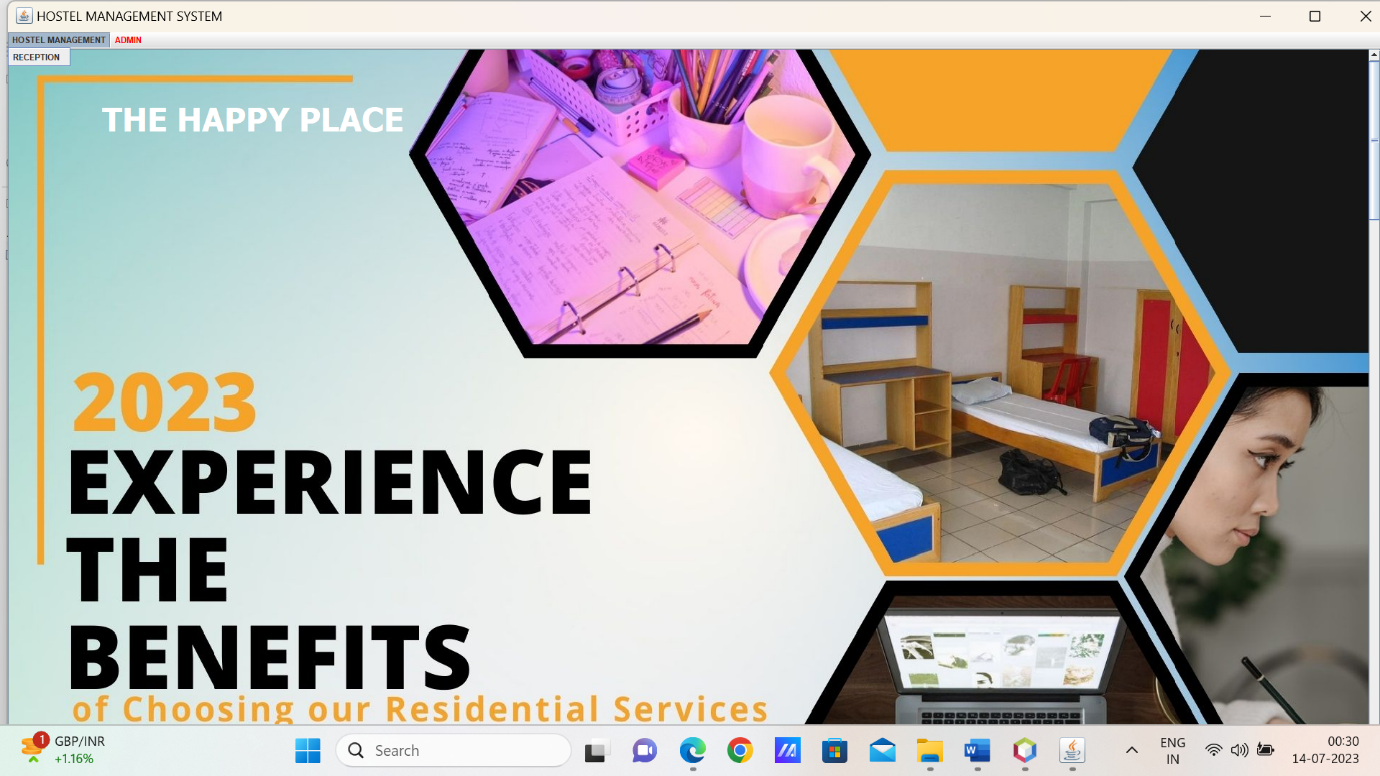 HOSTEL MANAGEMENT SYSTEM
HOSTEL MANAGEMENT ADMIN
RECEPTION
THE HAPPY PLACE
2023
EXPERIENCE
THE
BENEFITS
of Choosing our Residential Services
1
GBP/INR
+1.16%
Search
ENG
IN
00:30
14-07-2023